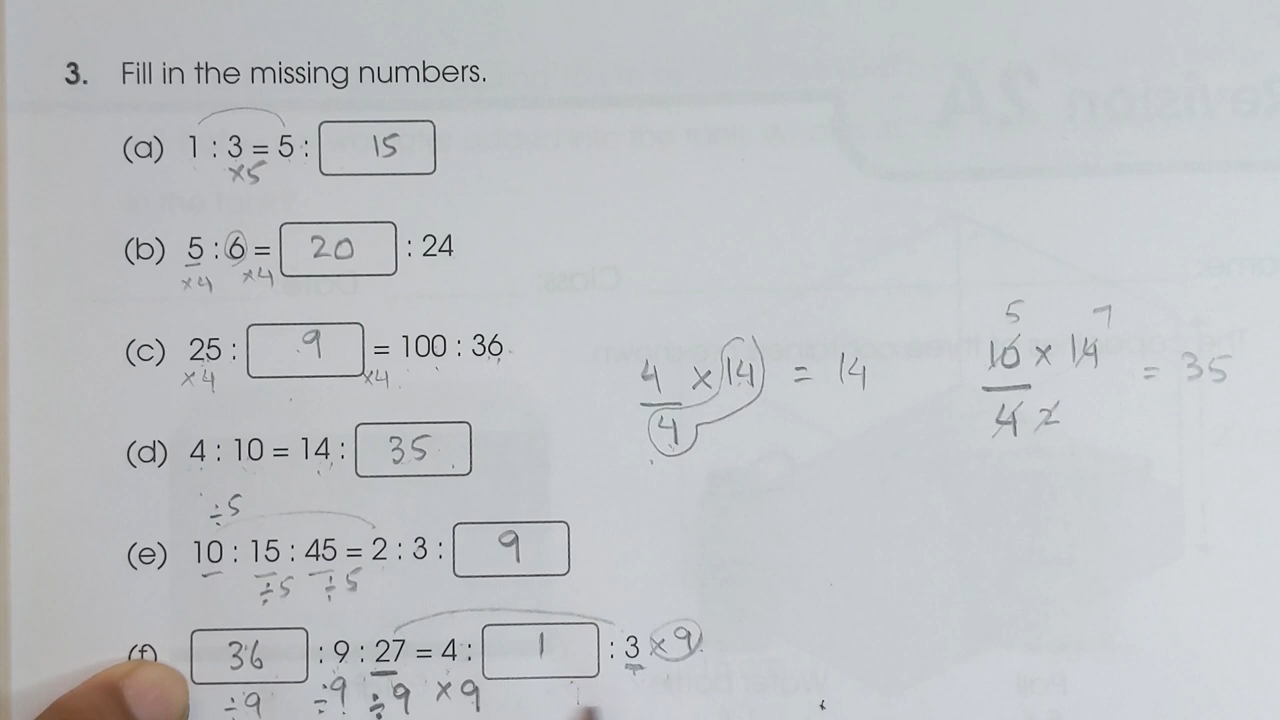 3. Fill in the missing numbers.
(a) 1 : 3 = 5 : 15
×5
(b) 5 : 6 = 20 : 24
×4 ×4
(c) 25 : 9 = 100 : 36
×4 ×4
4/4 × 14 = 14
5 7
10 × 14 / 4 2 = 35
(d) 4 : 10 = 14 : 35
÷5
(e) 10 : 15 : 45 = 2 : 3 : 9
÷5 ÷5
(f) 36 : 9 : 27 = 4 : 1 : 3 ×9
÷9 ÷9 ÷9 ×9